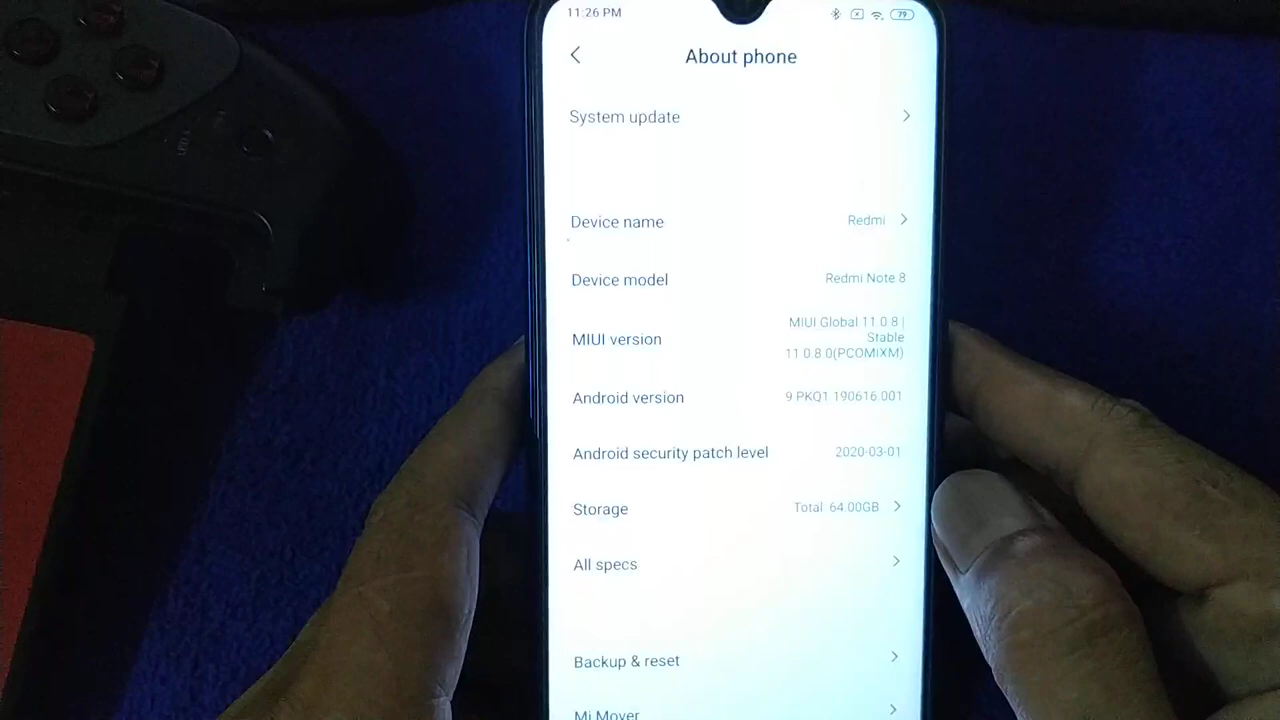 11:26 PM
79
About phone
System update
Device name
Redmi
Device model
Redmi Note 8
MIUI version
MIUI Global 11.0.8 |
Stable
11.0.8.0(PCOMIXM)
Android version
9 PKQ1.190616.001
Android security patch level
2020-03-01
Storage
Total: 64.00GB
All specs
Backup & reset
Mi Mover